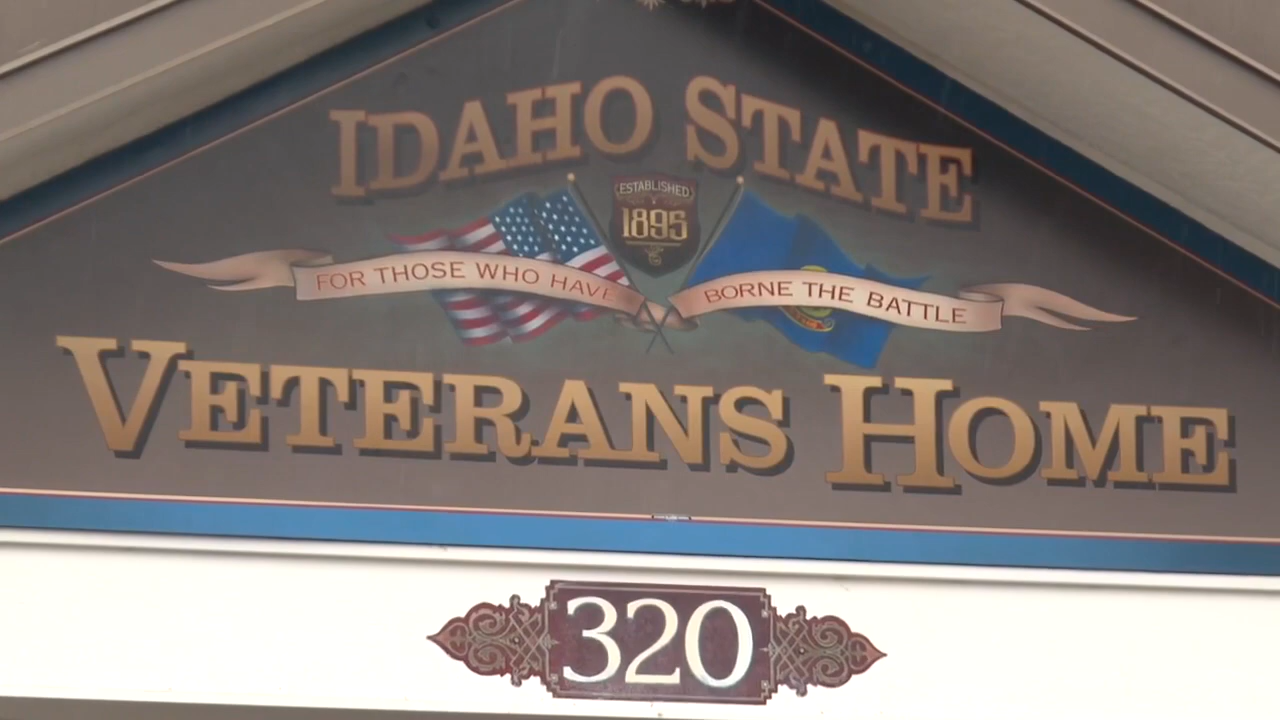 IDAHO STATE
ESTABLISHED
1895
FOR THOSE WHO HAVE BORNE THE BATTLE
VETERANS HOME
320